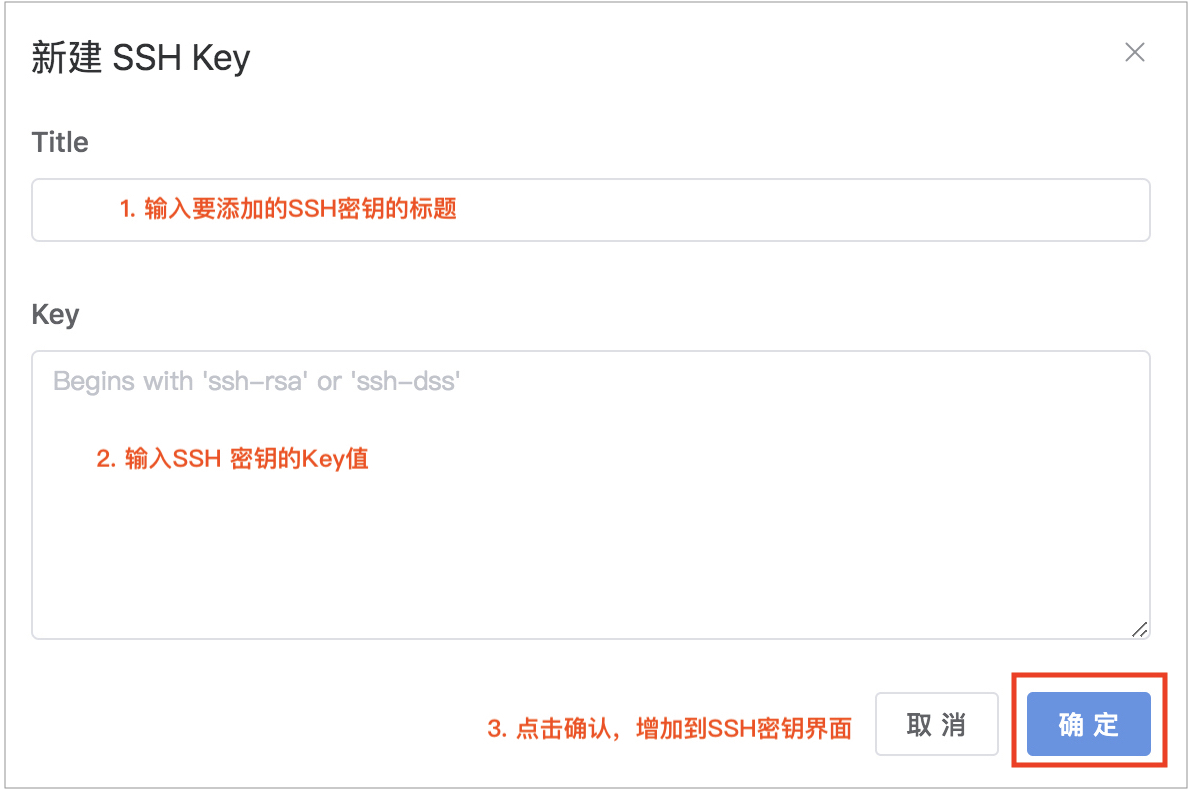 新建 SSH Key
Title
1. 输入要添加的SSH密钥的标题
Key
Begins with 'ssh-rsa' or 'ssh-dss'
2. 输入SSH 密钥的Key值
3. 点击确认，增加到SSH密钥界面
取 消
确 定